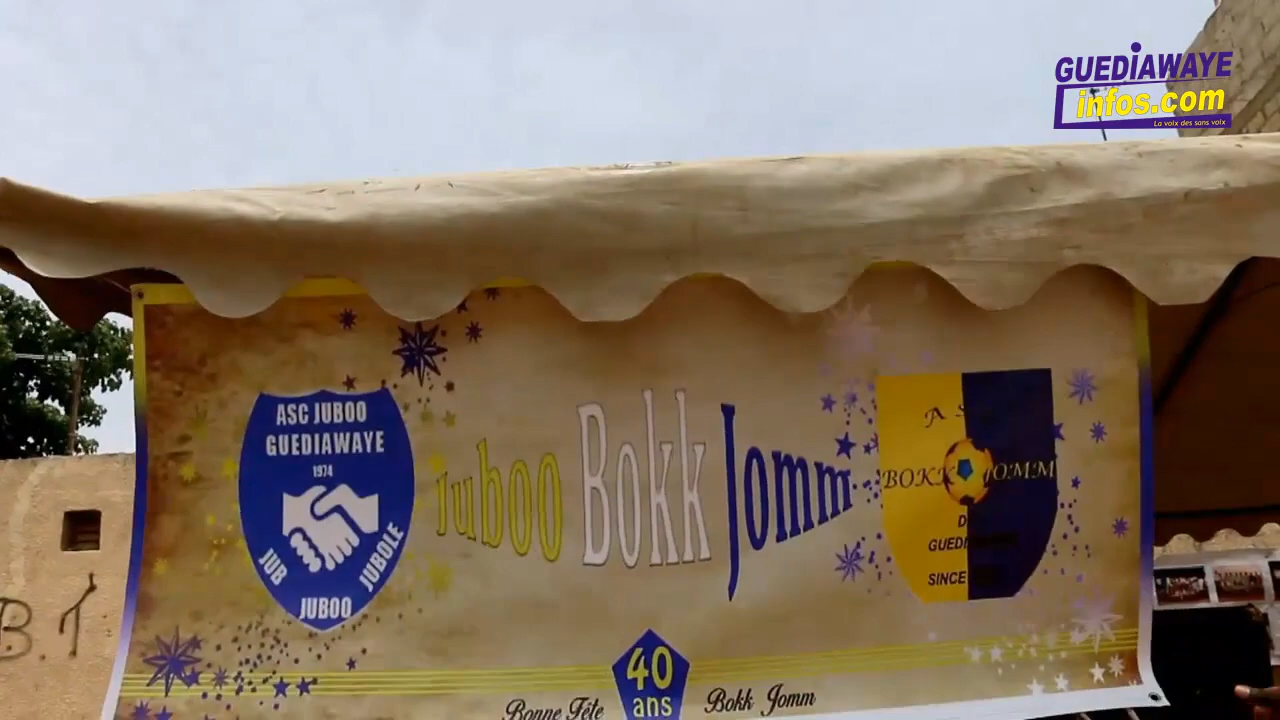 GUEDIAWAYE
infos.com
La voix des sans voix
ASC JUBOO
GUEDIAWAYE
1974
JUB
JUBOLE
JUBOO
Juboo Bokk Jomm
BOKK JOMM
SINCE
40
ans
Bonne Fête
Bokk Jomm
B.1